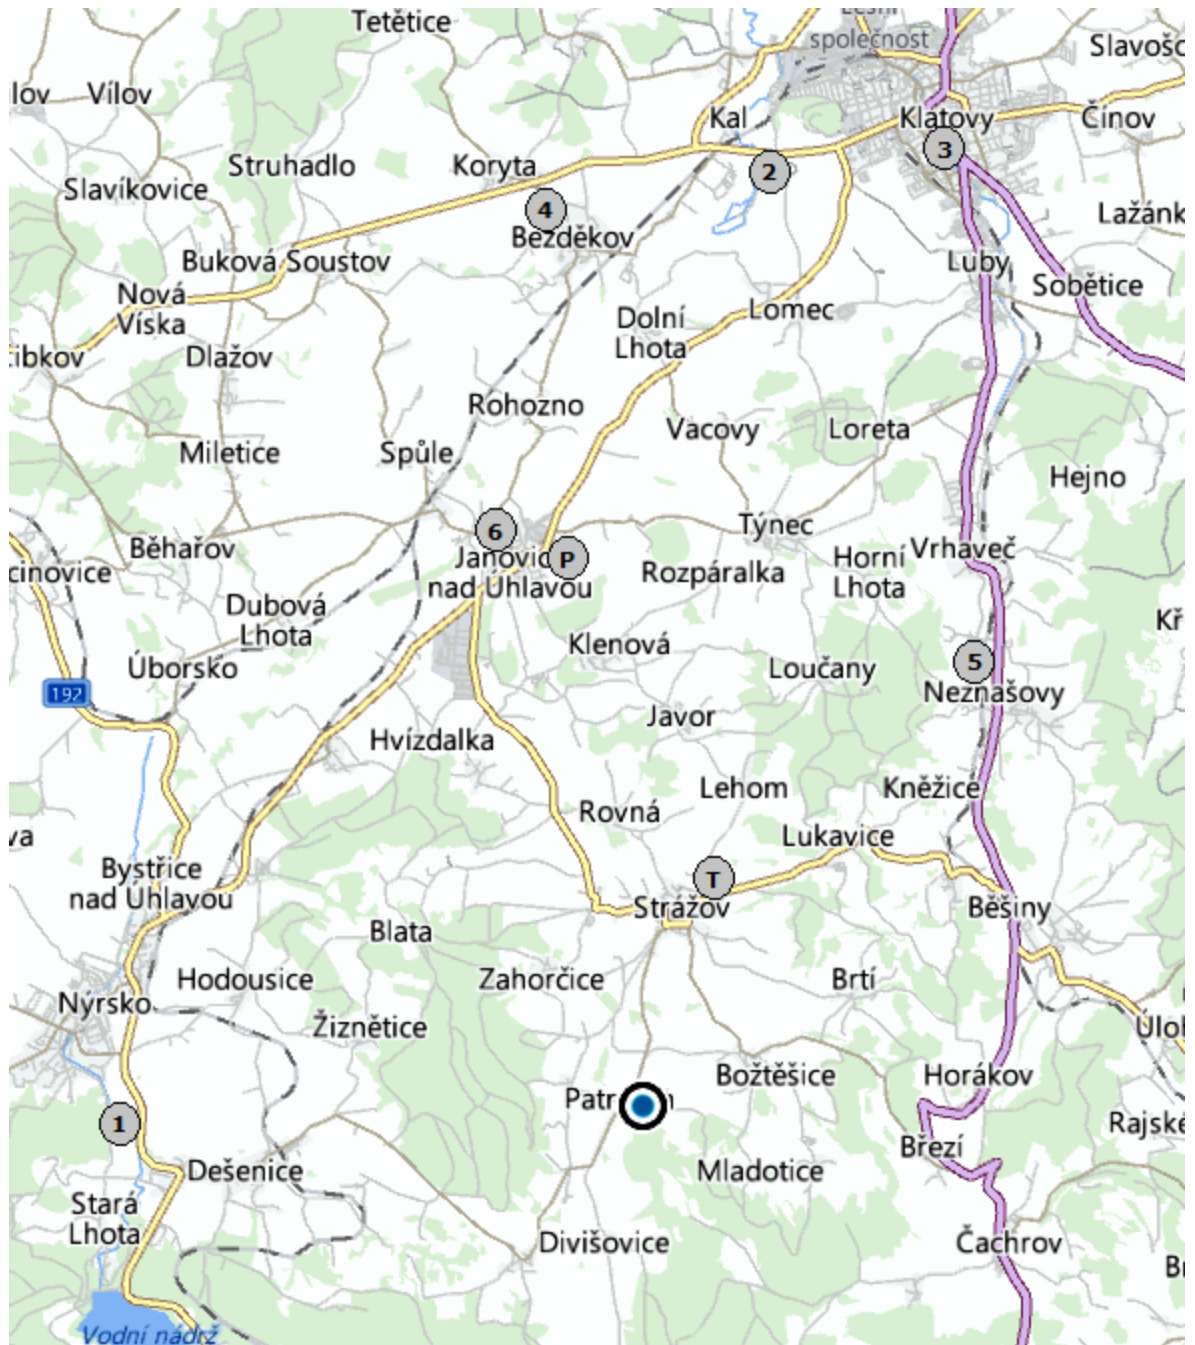 Tetětice
společnost
Slavošo
lov
Vílov
Kal
Klatovy
Čínov
Struhadlo
Koryta
3
2
Slavíkovice
4
Lažánk
Bezděkov
Buková Soustov
Luby
Sobětice
Nová
Víska
Lomec
Dolní
Lhota
cibkov
Dlažov
Rohozno
Vacovy
Loreta
Miletice
Spůle
Hejno
6
Týnec
Běhařov
Janovic
nad Úhlavou
P
Horní
Lhota
Vrhaveč
cinovice
Rozpáralka
Dubová
Lhota
Kř
Klenová
Úborsko
Loučany
5
Neznašovy
192
Javor
Hvízdalka
Lehom
Kněžice
Rovná
va
Lukavice
Bystřice
nad Úhlavou
T
Strážov
Běšiny
Blata
Hodousice
Zahorčice
Brtí
Nýrsko
Žiznětice
Úloh
Božtěšice
Horákov
Patr
1
Rajské
Březí
Dešenice
Mladotice
Stará
Lhota
Divišovice
Čachrov
Br
Vodní nádrž